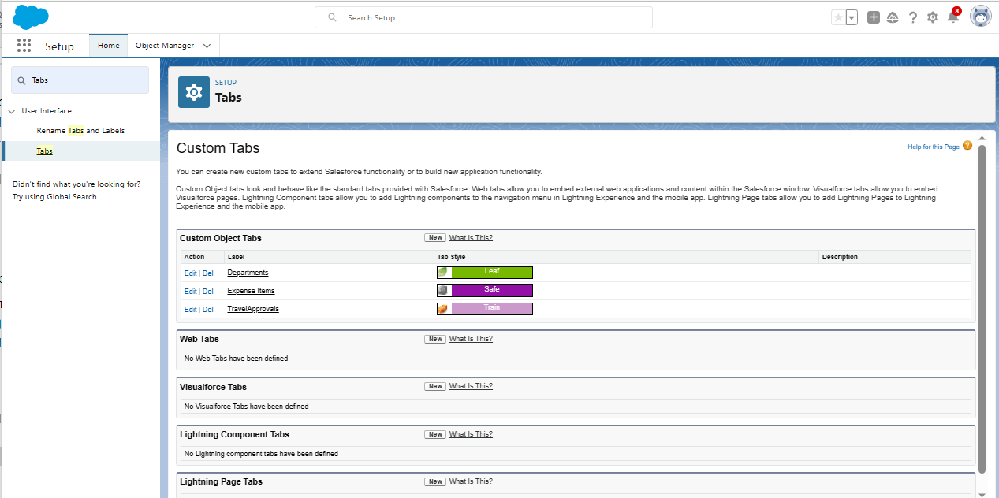 Search Setup
8
Setup
Home
Object Manager
Tabs
User Interface
Rename Tabs and Labels
Tabs
Didn't find what you're looking for?
Try using Global Search.
SETUP
Tabs
Custom Tabs
Help for this Page ?
You can create new custom tabs to extend Salesforce functionality or to build new application functionality.
Custom Object tabs look and behave like the standard tabs provided with Salesforce. Web tabs allow you to embed external web applications and content within the Salesforce window. Visualforce tabs allow you to embed
Visualforce pages. Lightning Component tabs allow you to add Lightning components to the navigation menu in Lightning Experience and the mobile app. Lightning Page tabs allow you to add Lightning Pages to Lightning
Experience and the mobile app.
Custom Object Tabs New What Is This?
Action Label Tab Style Description
Edit | Del Departments Leaf
Edit | Del Expense Items Safe
Edit | Del TravelApprovals Train
Web Tabs New What Is This?
No Web Tabs have been defined
Visualforce Tabs New What Is This?
No Visualforce Tabs have been defined
Lightning Component Tabs New What Is This?
No Lightning component tabs have been defined
Lightning Page Tabs New What Is This?